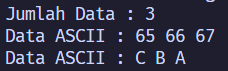 Jumlah Data : 3
Data ASCII : 65 66 67
Data ASCII : C B A